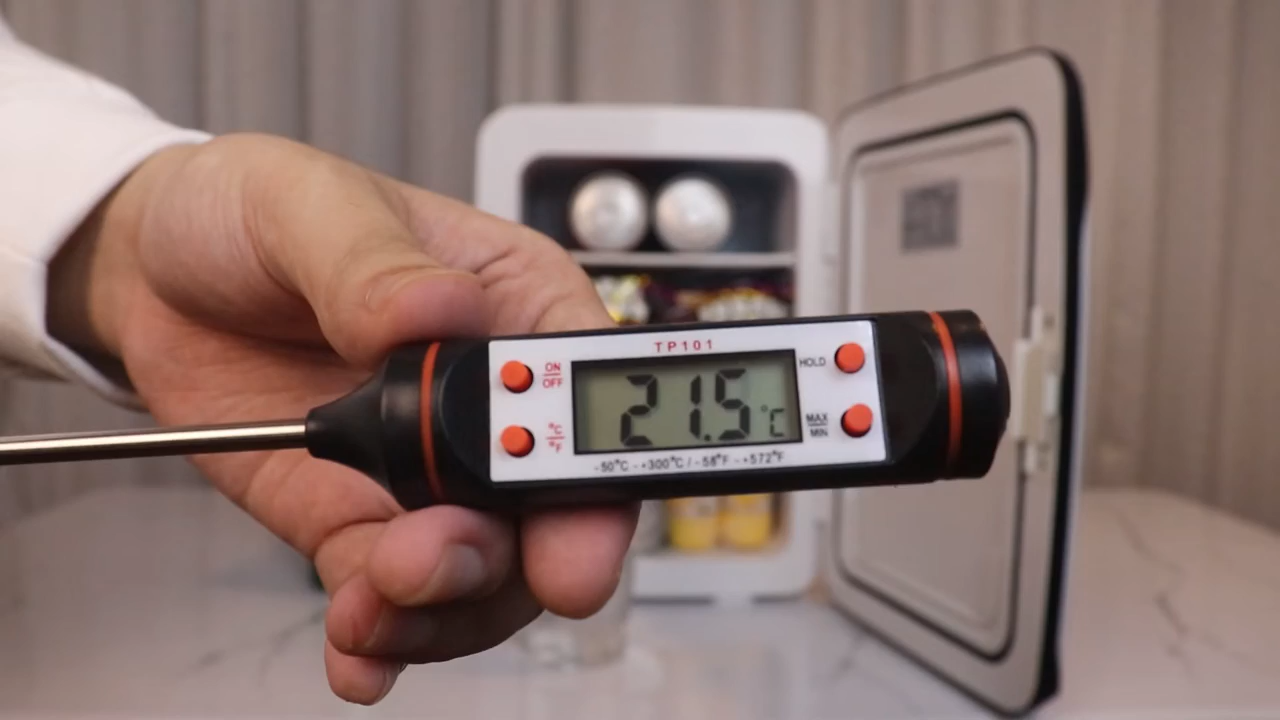 TP101
ON
OFF
21.5°C
HOLD
°C
°F
MAX
MIN
-50°C - +300°C / -58°F - +572°F